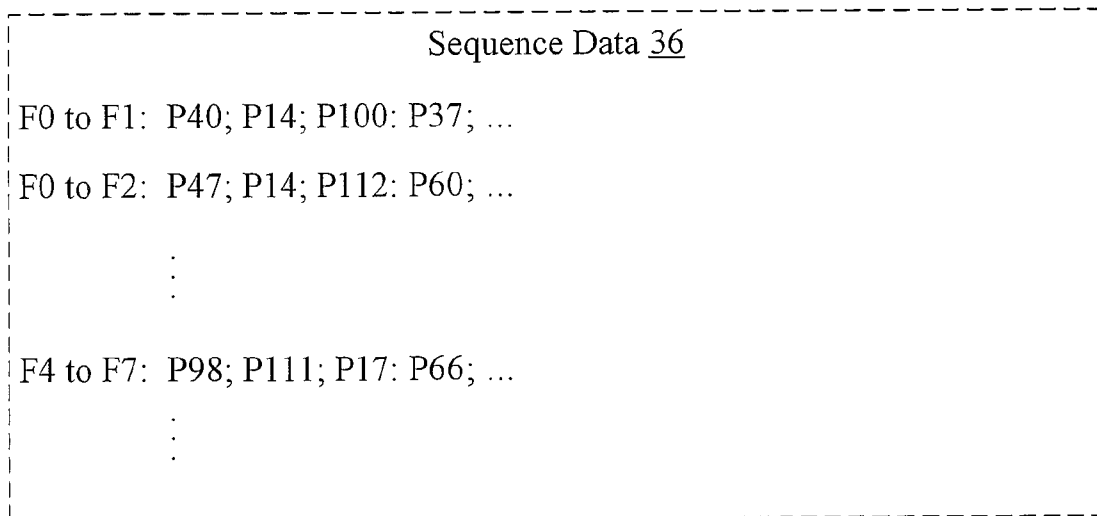 Sequence Data 36
F0 to F1: P40; P14; P100: P37; ...
F0 to F2: P47; P14; P112: P60; ...
.
.
.
F4 to F7: P98; P111; P17: P66; ...
.
.
.